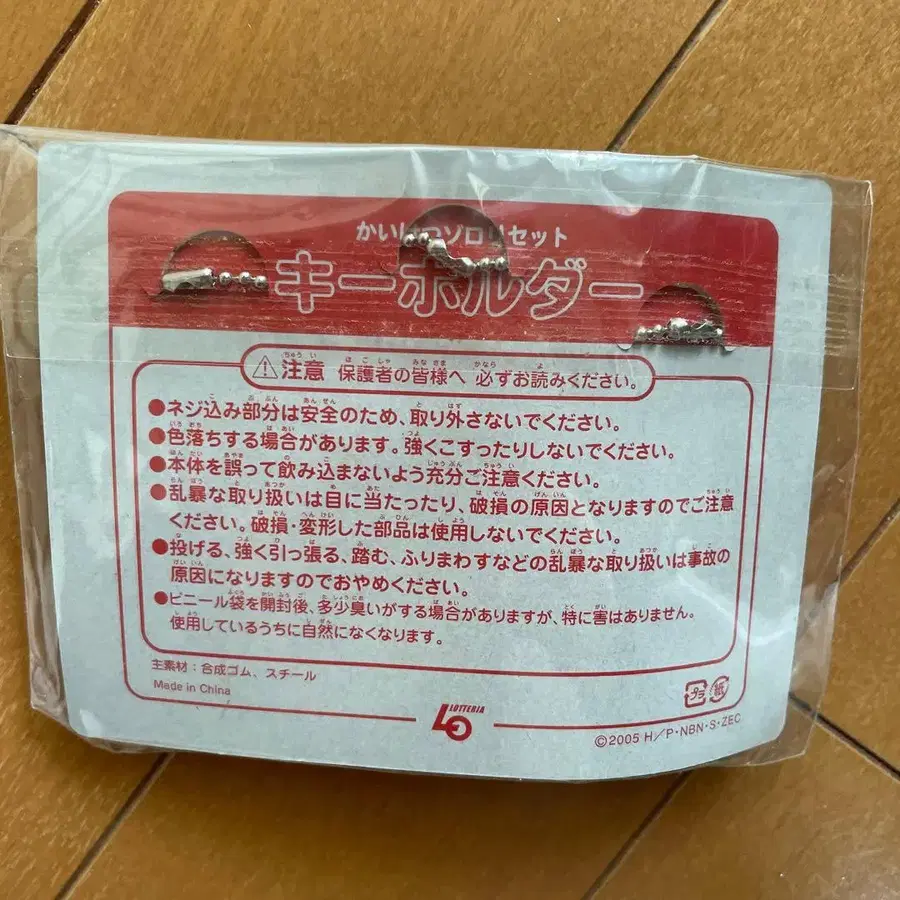 かいけつゾロリセット
キーホルダー
注意 保護者の皆様へ 必ずお読みください。
●ネジ込み部分は安全のため、取り外さないでください。
●色落ちする場合があります。強くこすったりしないでください。
●本体を誤って飲み込まないよう充分ご注意ください。
●乱暴な取り扱いは目に当たったり、破損の原因となりますのでご注意
ください。破損・変形した部品は使用しないでください。
●投げる、強く引っ張る、踏む、ふりまわすなどの乱暴な取り扱いは事故の
原因になりますのでおやめください。
●ビニール袋を開封後、多少臭いがする場合がありますが、特に害はありません。
使用しているうちに自然になくなります。
主素材：合成ゴム、スチール
Made in China
プラ 紙
LOTTERIA
©2005 H/P・NBN・S・ZEC